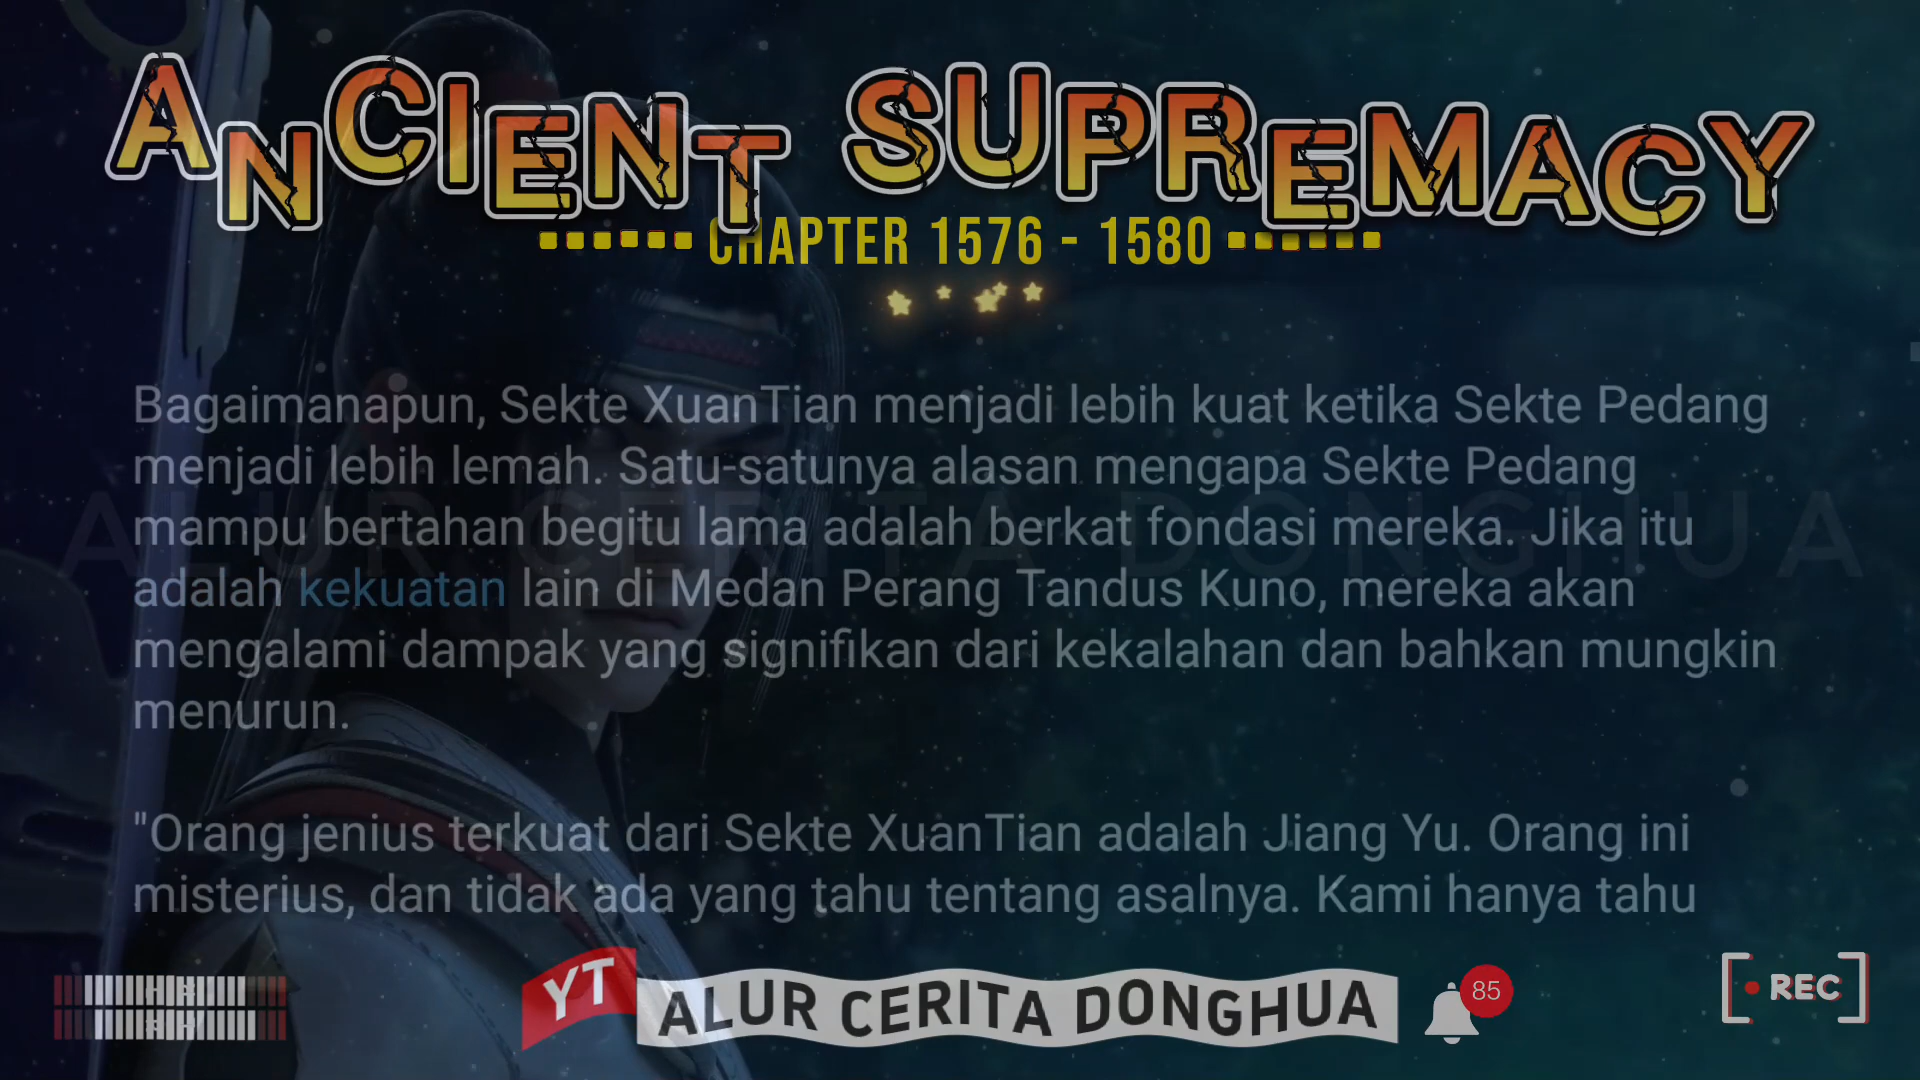 ANCIENT SUPREMACY
CHAPTER 1576 - 1580
Bagaimanapun, Sekte XuanTian menjadi lebih kuat ketika Sekte Pedang
menjadi lebih lemah. Satu-satunya alasan mengapa Sekte Pedang
ALUR CERITA DONGHUA
mampu bertahan begitu lama adalah berkat fondasi mereka. Jika itu
adalah kekuatan lain di Medan Perang Tandus Kuno, mereka akan
mengalami dampak yang signifikan dari kekalahan dan bahkan mungkin
menurun.
"Orang jenius terkuat dari Sekte XuanTian adalah Jiang Yu. Orang ini
misterius, dan tidak ada yang tahu tentang asalnya. Kami hanya tahu
YT ALUR CERITA DONGHUA
85
REC